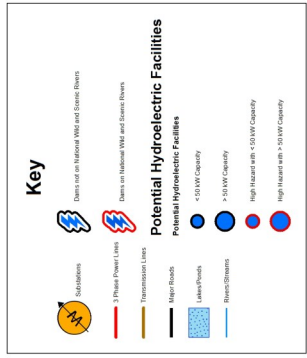 Key
Substations
3 Phase Power Lines
Transmission Lines
Major Roads
Lakes/Ponds
Rivers/Streams
Dams not on National Wild and Scenic Rivers
Dams on National Wild and Scenic Rivers
Potential Hydroelectric Facilities
Potential Hydroelectric Facilities
< 50 kW Capacity
> 50 kW Capacity
High Hazard with < 50 kW Capacity
High Hazard with > 50 kW Capacity